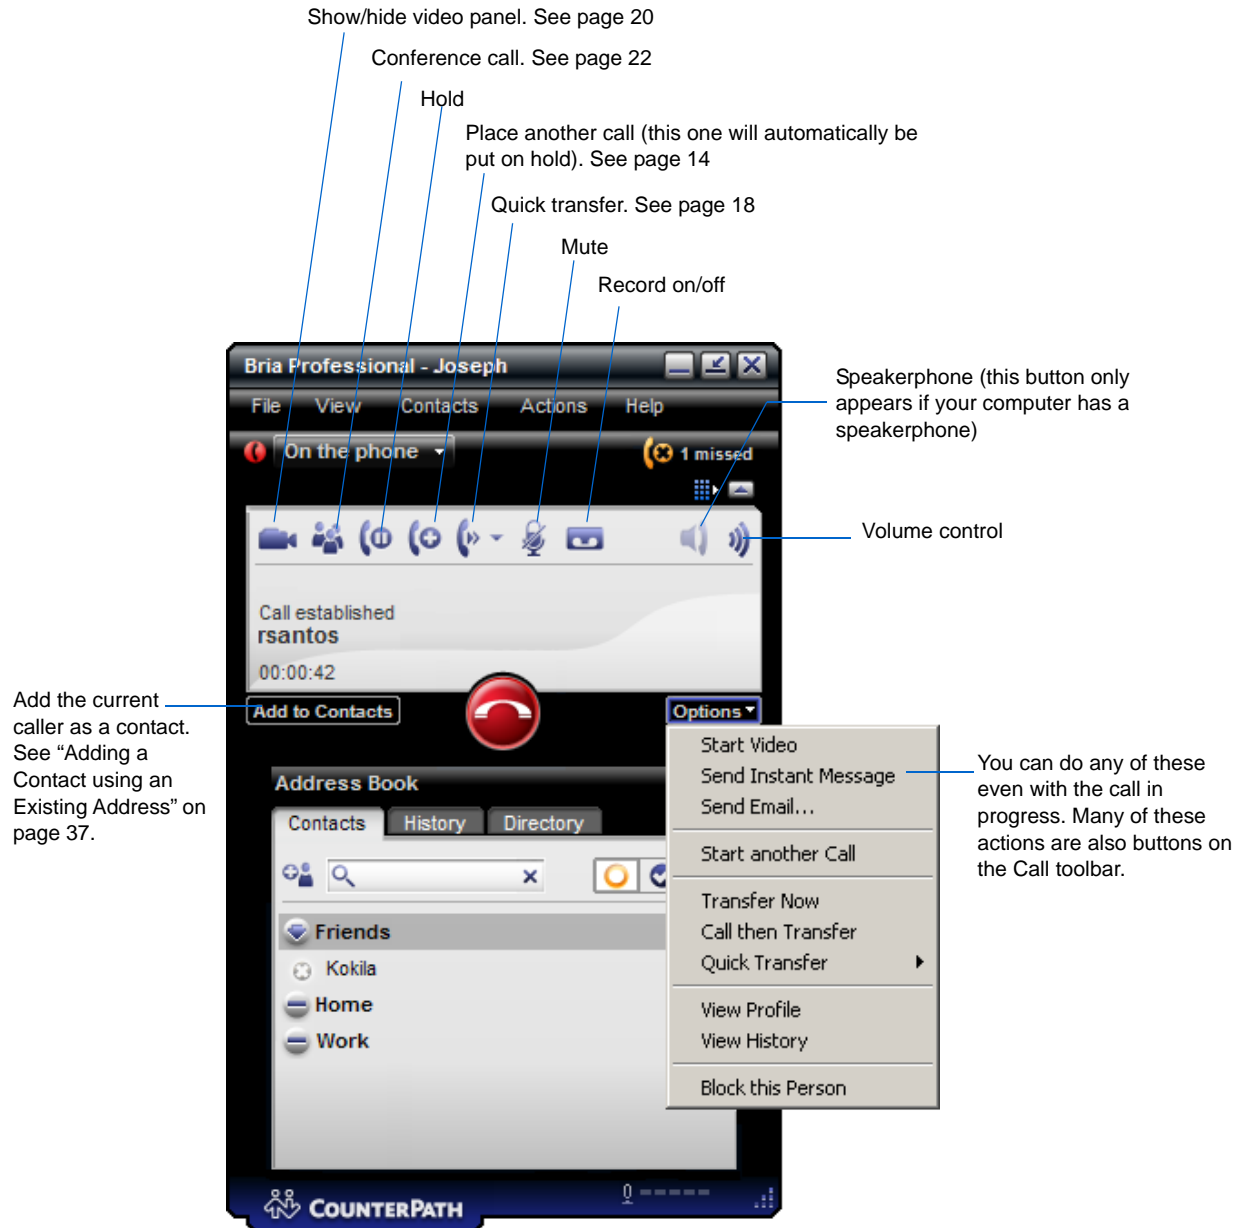 Show/hide video panel. See page 20
Conference call. See page 22
Hold
Place another call (this one will automatically be
put on hold). See page 14
Quick transfer. See page 18
Mute
Record on/off
Bria Professional - Joseph
File View Contacts Actions Help
On the phone
1 missed
Speakerphone (this button only
appears if your computer has a
speakerphone)
Volume control
Call established
rsantos
00:00:42
Add the current
caller as a contact.
See “Adding a
Contact using an
Existing Address” on
page 37.
Add to Contacts
Options
Start Video
Send Instant Message
Send Email...
Start another Call
Transfer Now
Call then Transfer
Quick Transfer
View Profile
View History
Block this Person
You can do any of these
even with the call in
progress. Many of these
actions are also buttons on
the Call toolbar.
Address Book
Contacts History Directory
Friends
Kokila
Home
Work
COUNTERPATH